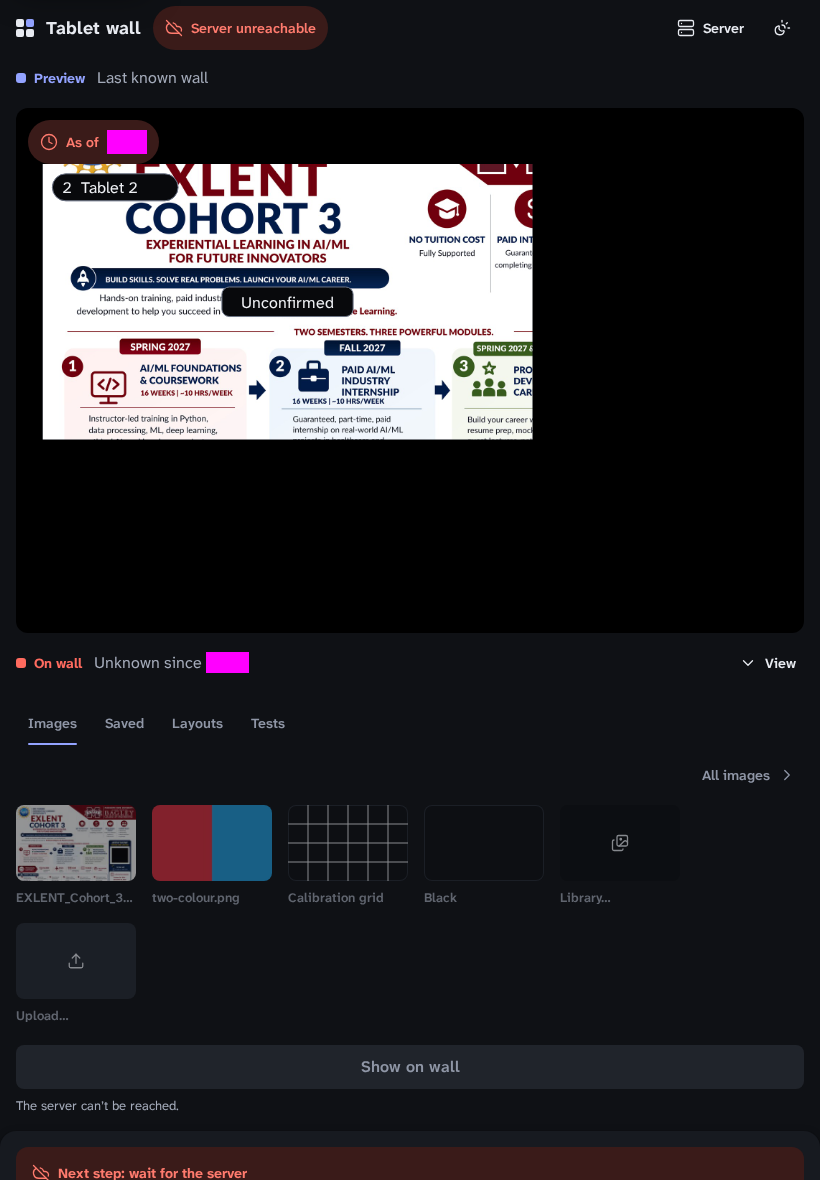 Tablet wall
Server unreachable
Server
Preview Last known wall
As of
EXLENT
2 Tablet 2
COHORT 3
EXPERIENTIAL LEARNING IN AI/ML
FOR FUTURE INNOVATORS
NO TUITION COST
Fully Supported
PAID
BUILD SKILLS. SOLVE REAL PROBLEMS. LAUNCH YOUR AI/ML CAREER.
Hands-on training, paid
development to help you succeed in
Learning.
Unconfirmed
TWO SEMESTERS. THREE POWERFUL MODULES.
SPRING 2027
1
AI/ML FOUNDATIONS
& COURSEWORK
16 WEEKS | ~10 HRS/WEEK
Instructor-led training in Python,
data processing, ML, deep learning,
FALL 2027
2
PAID AI/ML
INDUSTRY
INTERNSHIP
16 WEEKS | ~10 HRS/WEEK
Guaranteed, part-time, paid
internship on real-world AI/ML
SPRING 2027 &
3
Build your career
resume prep,
On wall Unknown since
View
Images Saved Layouts Tests
All images
EXLENT
COHORT 3
EXLENT_Cohort_3…
two-colour.png
Calibration grid
Black
Library…
Upload…
Show on wall
The server can't be reached.
Next step: wait for the server